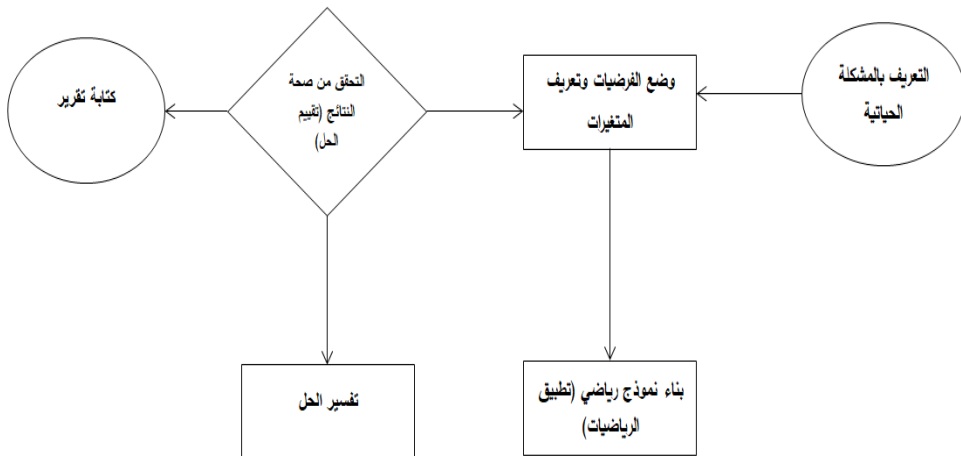 التعريف بالمشكلة
الحياتية
وضع الفرضيات وتعريف
المتغيرات
التحقق من صحة
النتائج (تقييم
الحل)
كتابة تقرير
بناء نموذج رياضي (تطبيق
الرياضيات)
تفسير الحل